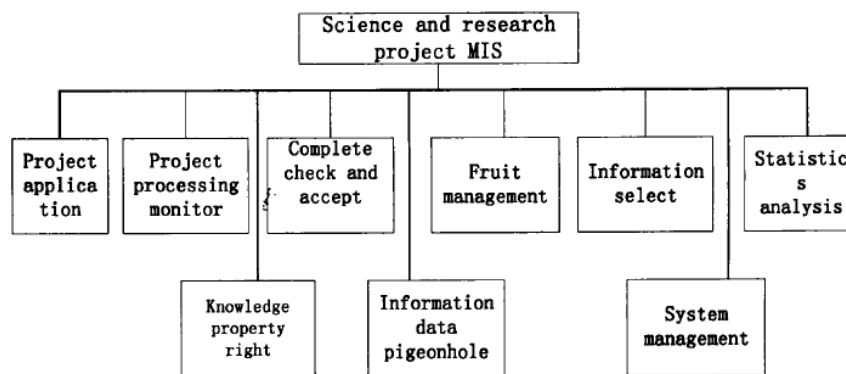 Science and research
project MIS
Project
applica
tion
Project
processing
monitor
Complete
check and
accept
Fruit
management
Information
select
Statistic
s
analysis
Knowledge
property
right
Information
data
pigeonhole
System
management